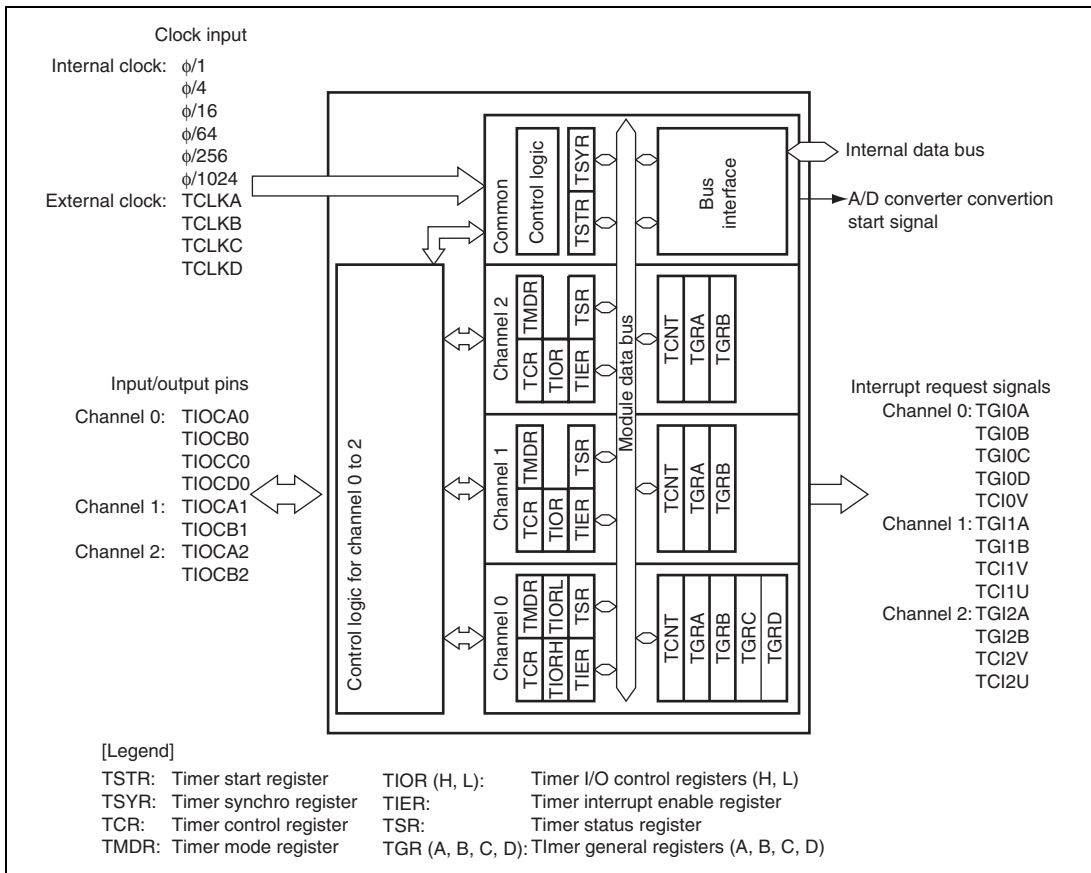 Clock input
Internal clock: ϕ/1
ϕ/4
ϕ/16
ϕ/64
ϕ/256
ϕ/1024
External clock: TCLKA
TCLKB
TCLKC
TCLKD
Common
Control logic
TSTR TSYR
Bus
interface
Internal data bus
A/D converter convertion
start signal
Module data bus
Control logic for channel 0 to 2
Channel 2
TCR TMDR
TIOR
TIER TSR
TCNT
TGRA
TGRB
Channel 1
TCR TMDR
TIOR
TIER TSR
TCNT
TGRA
TGRB
Channel 0
TCR TMDR
TIORH TIORL
TIER TSR
TCNT
TGRA
TGRB
TGRC
TGRD
Input/output pins
Channel 0: TIOCA0
TIOCB0
TIOCC0
TIOCD0
Channel 1: TIOCA1
TIOCB1
Channel 2: TIOCA2
TIOCB2
Interrupt request signals
Channel 0: TGI0A
TGI0B
TGI0C
TGI0D
TCI0V
Channel 1: TGI1A
TGI1B
TCI1V
TCI1U
Channel 2: TGI2A
TGI2B
TCI2V
TCI2U
[Legend]
TSTR: Timer start register
TSYR: Timer synchro register
TCR: Timer control register
TMDR: Timer mode register
TIOR (H, L): Timer I/O control registers (H, L)
TIER: Timer interrupt enable register
TSR: Timer status register
TGR (A, B, C, D): TImer general registers (A, B, C, D)